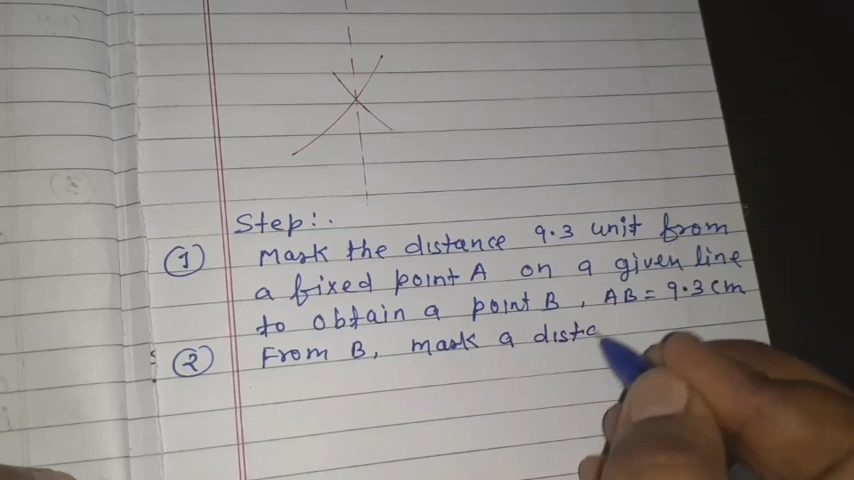 Step:.
(1) Mark the distance 9.3 unit from
a fixed point A on a given line
to obtain a point B, AB = 9.3 cm
(2) From B, mark a dista